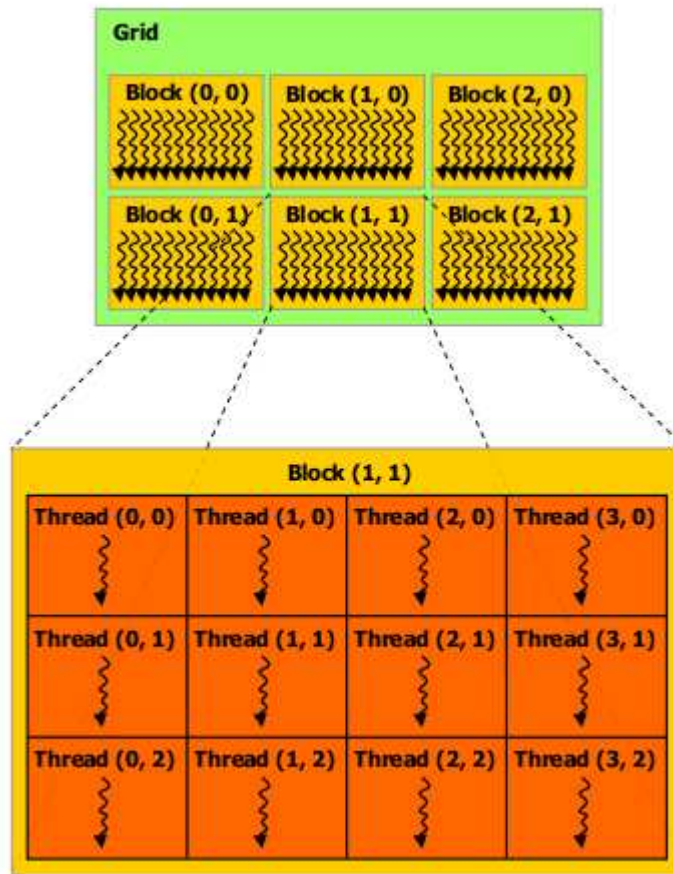 Grid
Block (0, 0) Block (1, 0) Block (2, 0)
Block (0, 1) Block (1, 1) Block (2, 1)
Block (1, 1)
Thread (0, 0) Thread (1, 0) Thread (2, 0) Thread (3, 0)
Thread (0, 1) Thread (1, 1) Thread (2, 1) Thread (3, 1)
Thread (0, 2) Thread (1, 2) Thread (2, 2) Thread (3, 2)